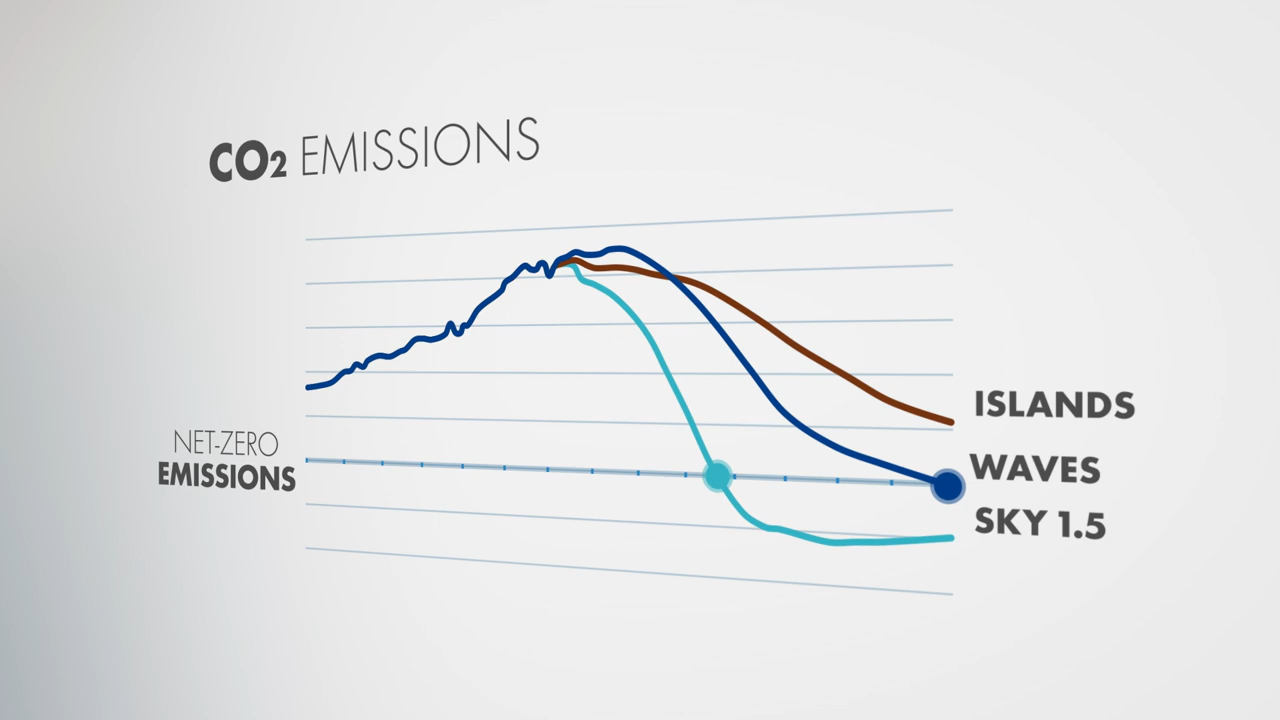 CO₂ EMISSIONS
NET-ZERO
EMISSIONS
ISLANDS
WAVES
SKY 1.5